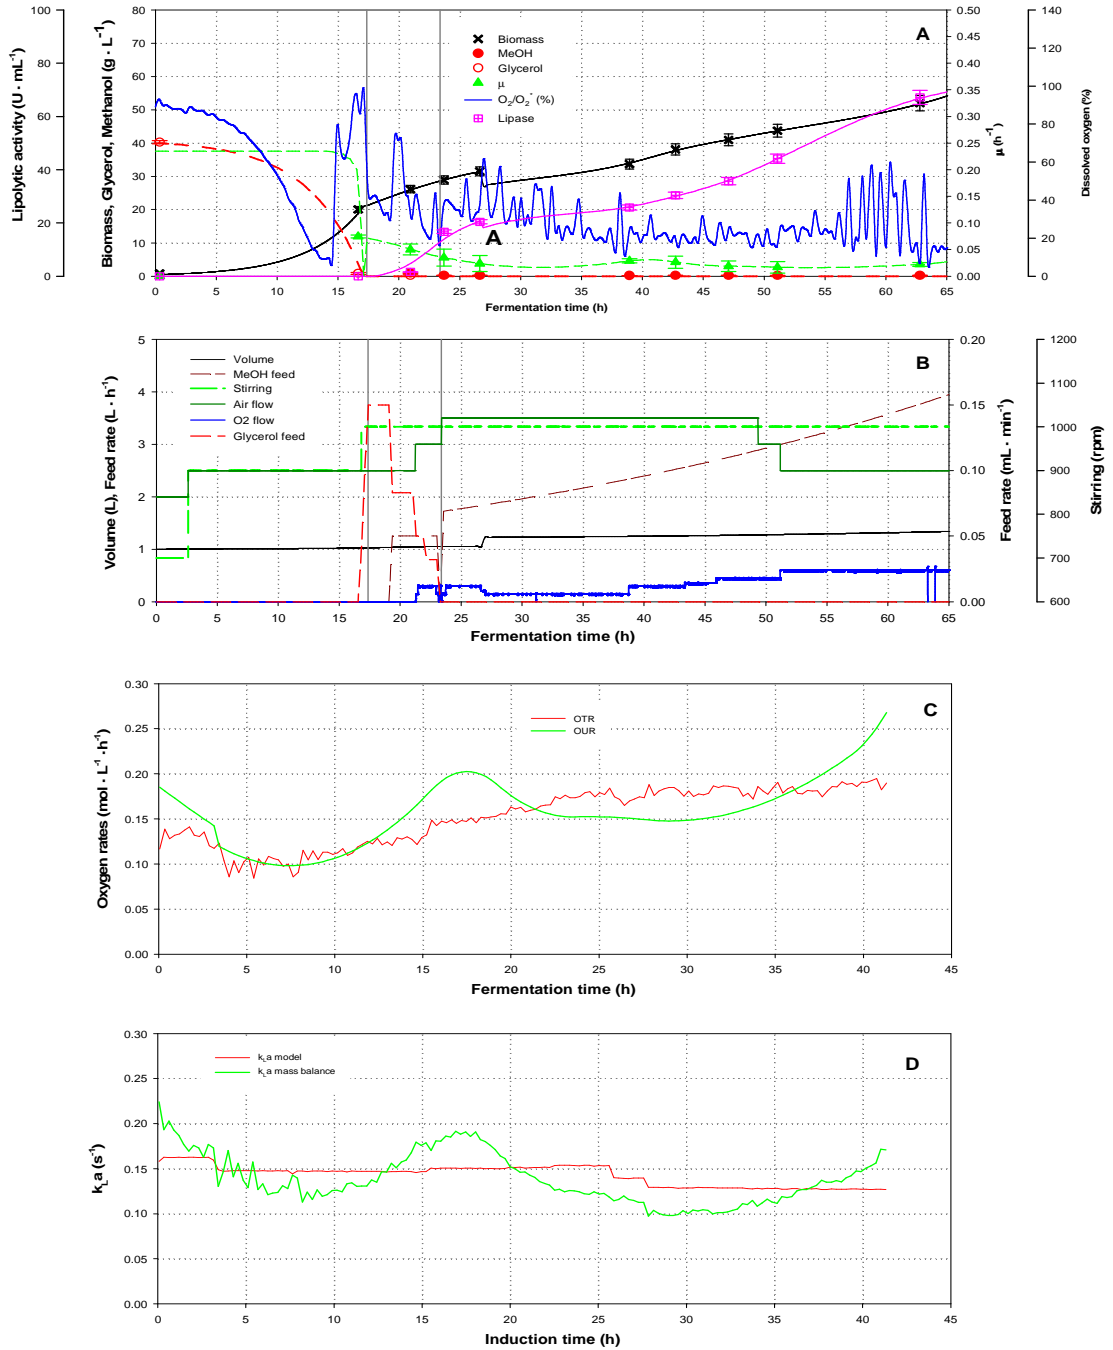 A
Lipolytic activity (U · mL⁻¹)
Biomass, Glycerol, Methanol (g · L⁻¹)
100
80
60
40
20
0
80
70
60
50
40
30
20
10
0
Biomass
MeOH
Glycerol
μ
O₂/O₂* (%)
Lipase
A
0.50
0.45
0.40
0.35
0.30
0.25
0.20
0.15
0.10
0.05
0.00
μ (h⁻¹)
140
120
100
80
60
40
20
0
Dissolved oxygen (%)
0 5 10 15 20 25 30 35 40 45 50 55 60 65
Fermentation time (h)
B
Volume (L), Feed rate (L · h⁻¹)
5
4
3
2
1
0
Volume
MeOH feed
Stirring
Air flow
O2 flow
Glycerol feed
0.20
0.15
0.10
0.05
0.00
Feed rate (mL · min⁻¹)
1200
1100
1000
900
800
700
600
Stirring (rpm)
0 5 10 15 20 25 30 35 40 45 50 55 60 65
Fermentation time (h)
C
Oxygen rates (mol · L⁻¹ · h⁻¹)
0.30
0.25
0.20
0.15
0.10
0.05
0.00
OTR
OUR
0 5 10 15 20 25 30 35 40 45
Fermentation time (h)
D
kLa (s⁻¹)
0.30
0.25
0.20
0.15
0.10
0.05
0.00
kLa model
kLa mass balance
0 5 10 15 20 25 30 35 40 45
Induction time (h)